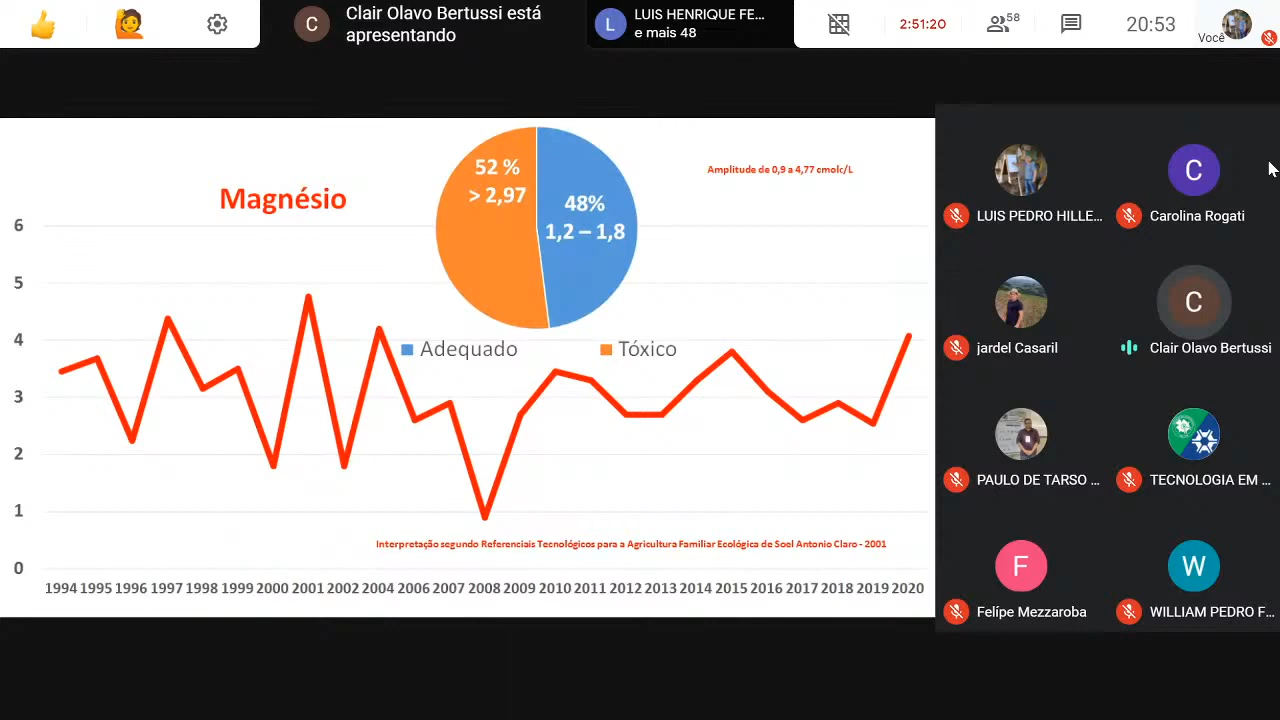 Clair Olavo Bertussi está
apresentando
LUIS HENRIQUE FE...
e mais 48
2:51:20
58
20:53
Você
C
L
Magnésio
52 %
> 2,97
48%
1,2 – 1,8
Amplitude de 0,9 a 4,77 cmolc/L
Adequado
Tóxico
6
5
4
3
2
1
0
Interpretação segundo Referenciais Tecnológicos para a Agricultura Familiar Ecológica de Soel Antonio Claro - 2001
1994 1995 1996 1997 1998 1999 2000 2001 2002 2004 2006 2007 2008 2009 2010 2011 2012 2013 2014 2015 2016 2017 2018 2019 2020
LUIS PEDRO HILLE...
C
Carolina Rogati
jardel Casaril
C
Clair Olavo Bertussi
PAULO DE TARSO ...
TECNOLOGIA EM ...
F
Felípe Mezzaroba
W
WILLIAM PEDRO F...